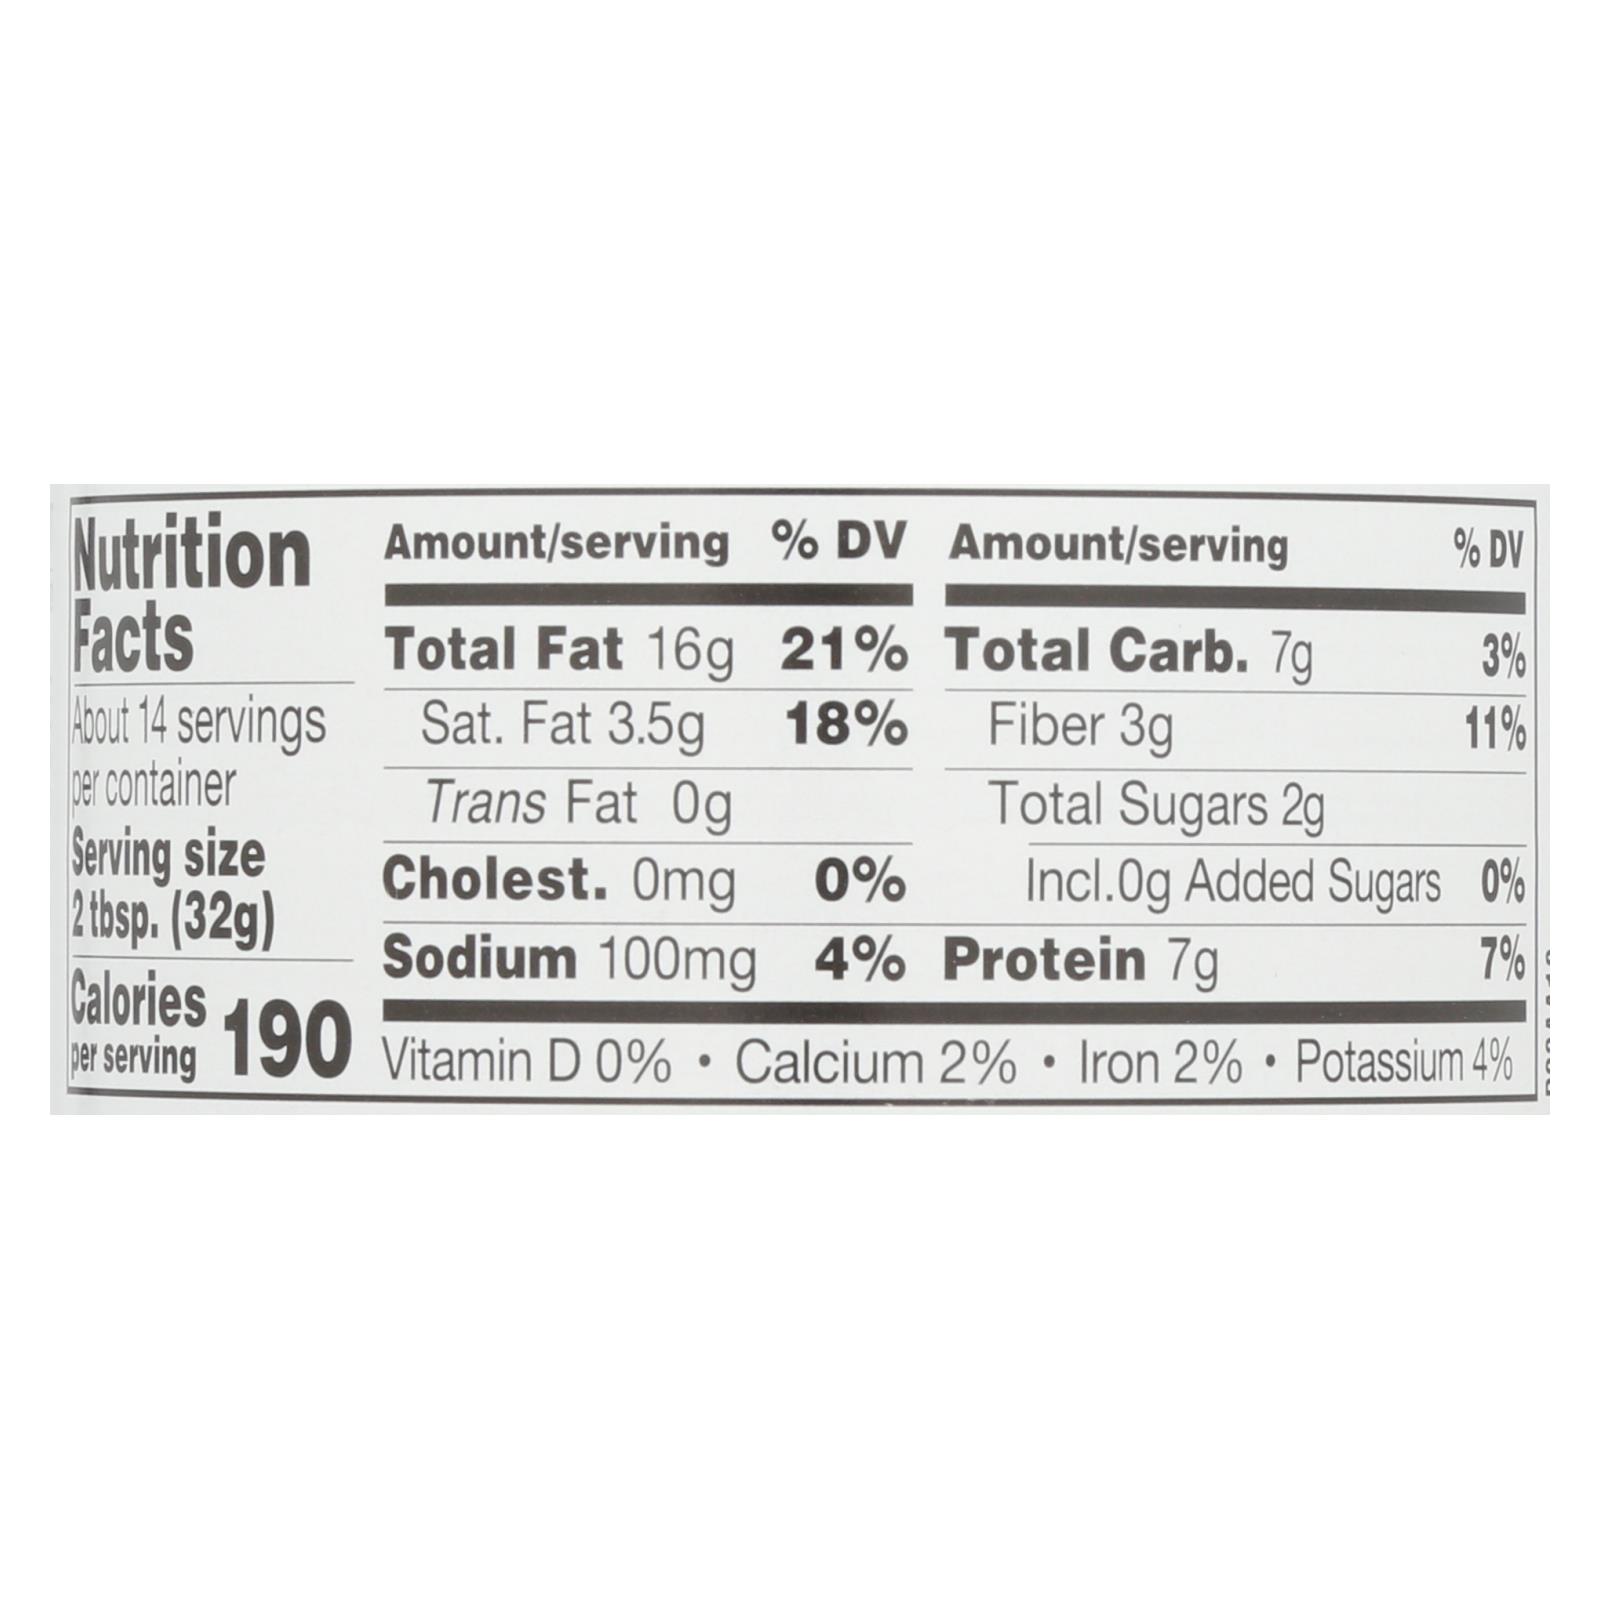 Nutrition
Facts
About 14 servings
per container
Serving size
2 tbsp. (32g)
Calories
per serving 190
Amount/serving % DV
Total Fat 16g 21%
Sat. Fat 3.5g 18%
Trans Fat 0g
Cholest. 0mg 0%
Sodium 100mg 4%
Amount/serving % DV
Total Carb. 7g 3%
Fiber 3g 11%
Total Sugars 2g
Incl.0g Added Sugars 0%
Protein 7g 7%
Vitamin D 0% • Calcium 2% • Iron 2% • Potassium 4%